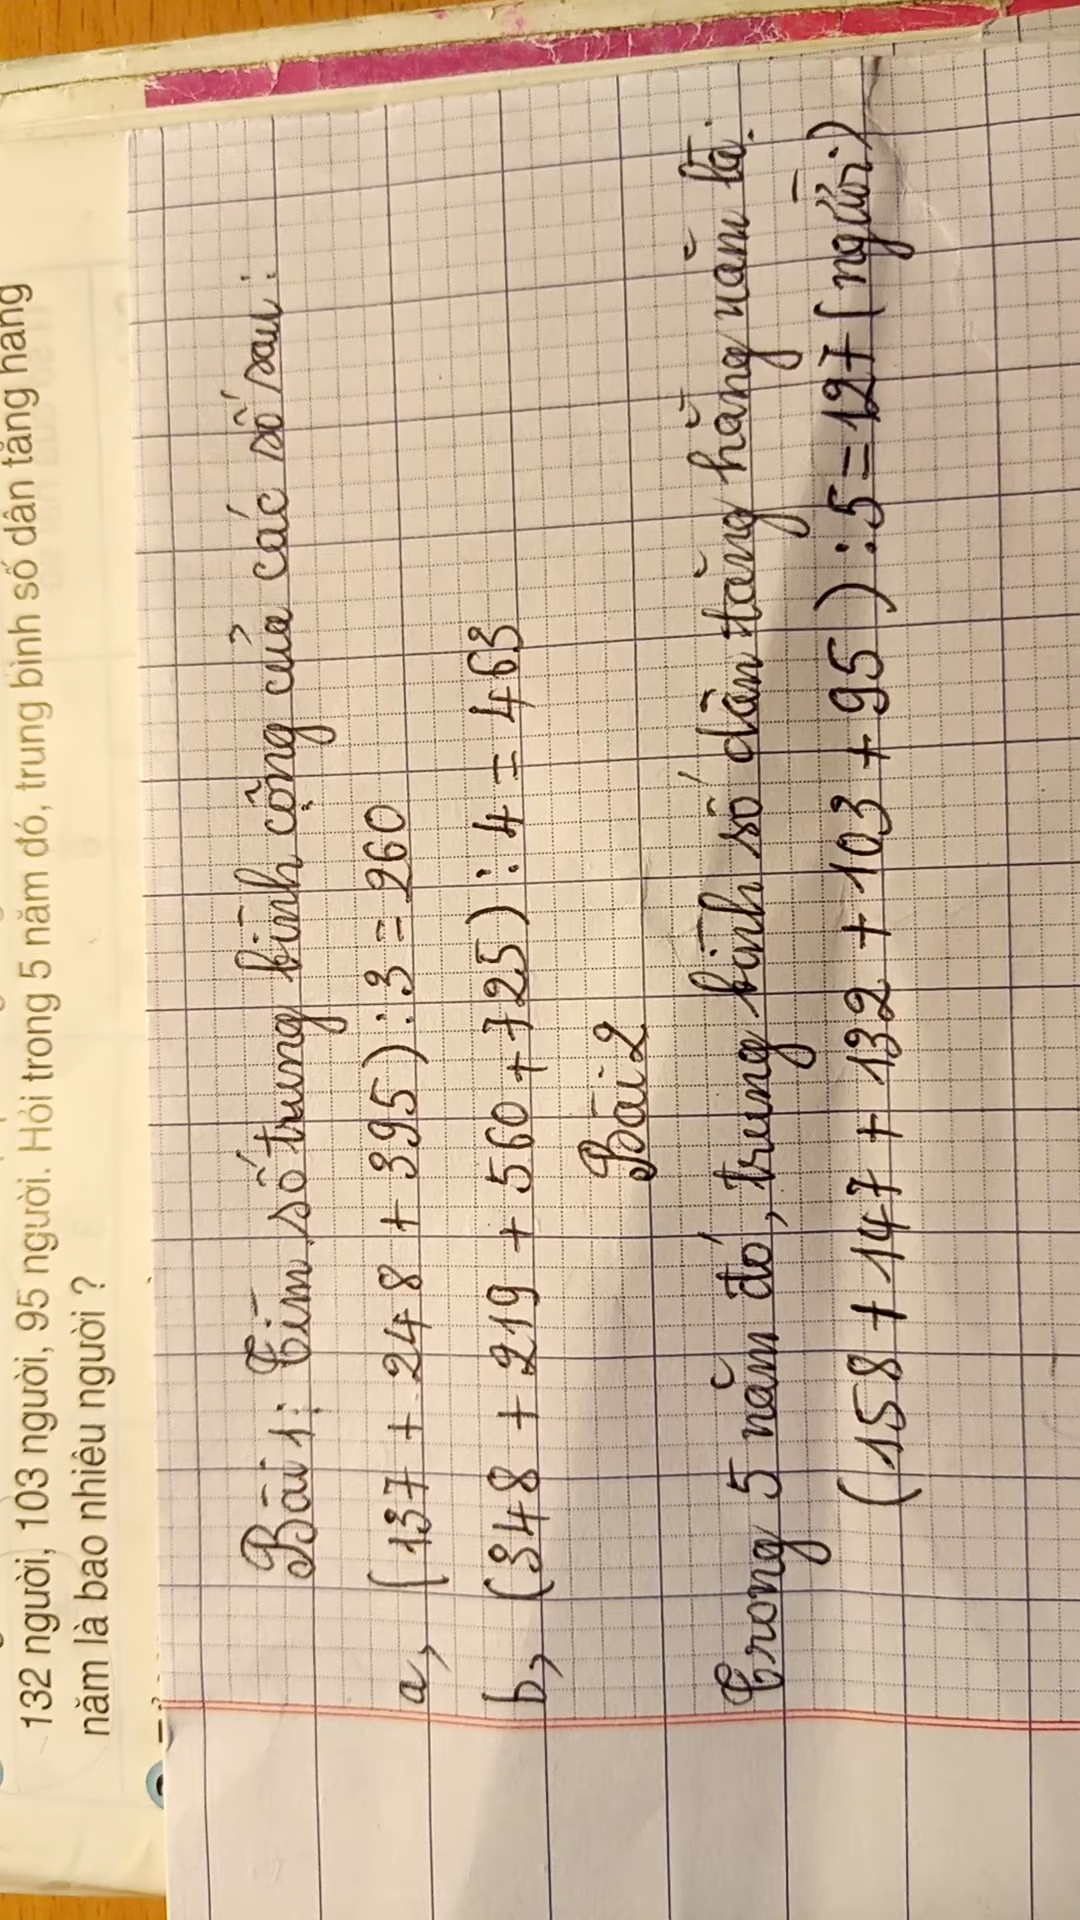 132 người, 103 người, 95 người. Hỏi trong 5 năm đó, trung bình số dân tăng hàng
năm là bao nhiêu người ?
Bài 1: Tìm số trung bình cộng của các số sau:
a, (137 + 248 + 395) : 3 = 260
b, (348 + 219 + 560 + 725) : 4 = 463
Bài 2
Trong 5 năm đó, trung bình số dân tăng hằng năm là:
(158 + 147 + 132 + 103 + 95) : 5 = 127 (người)